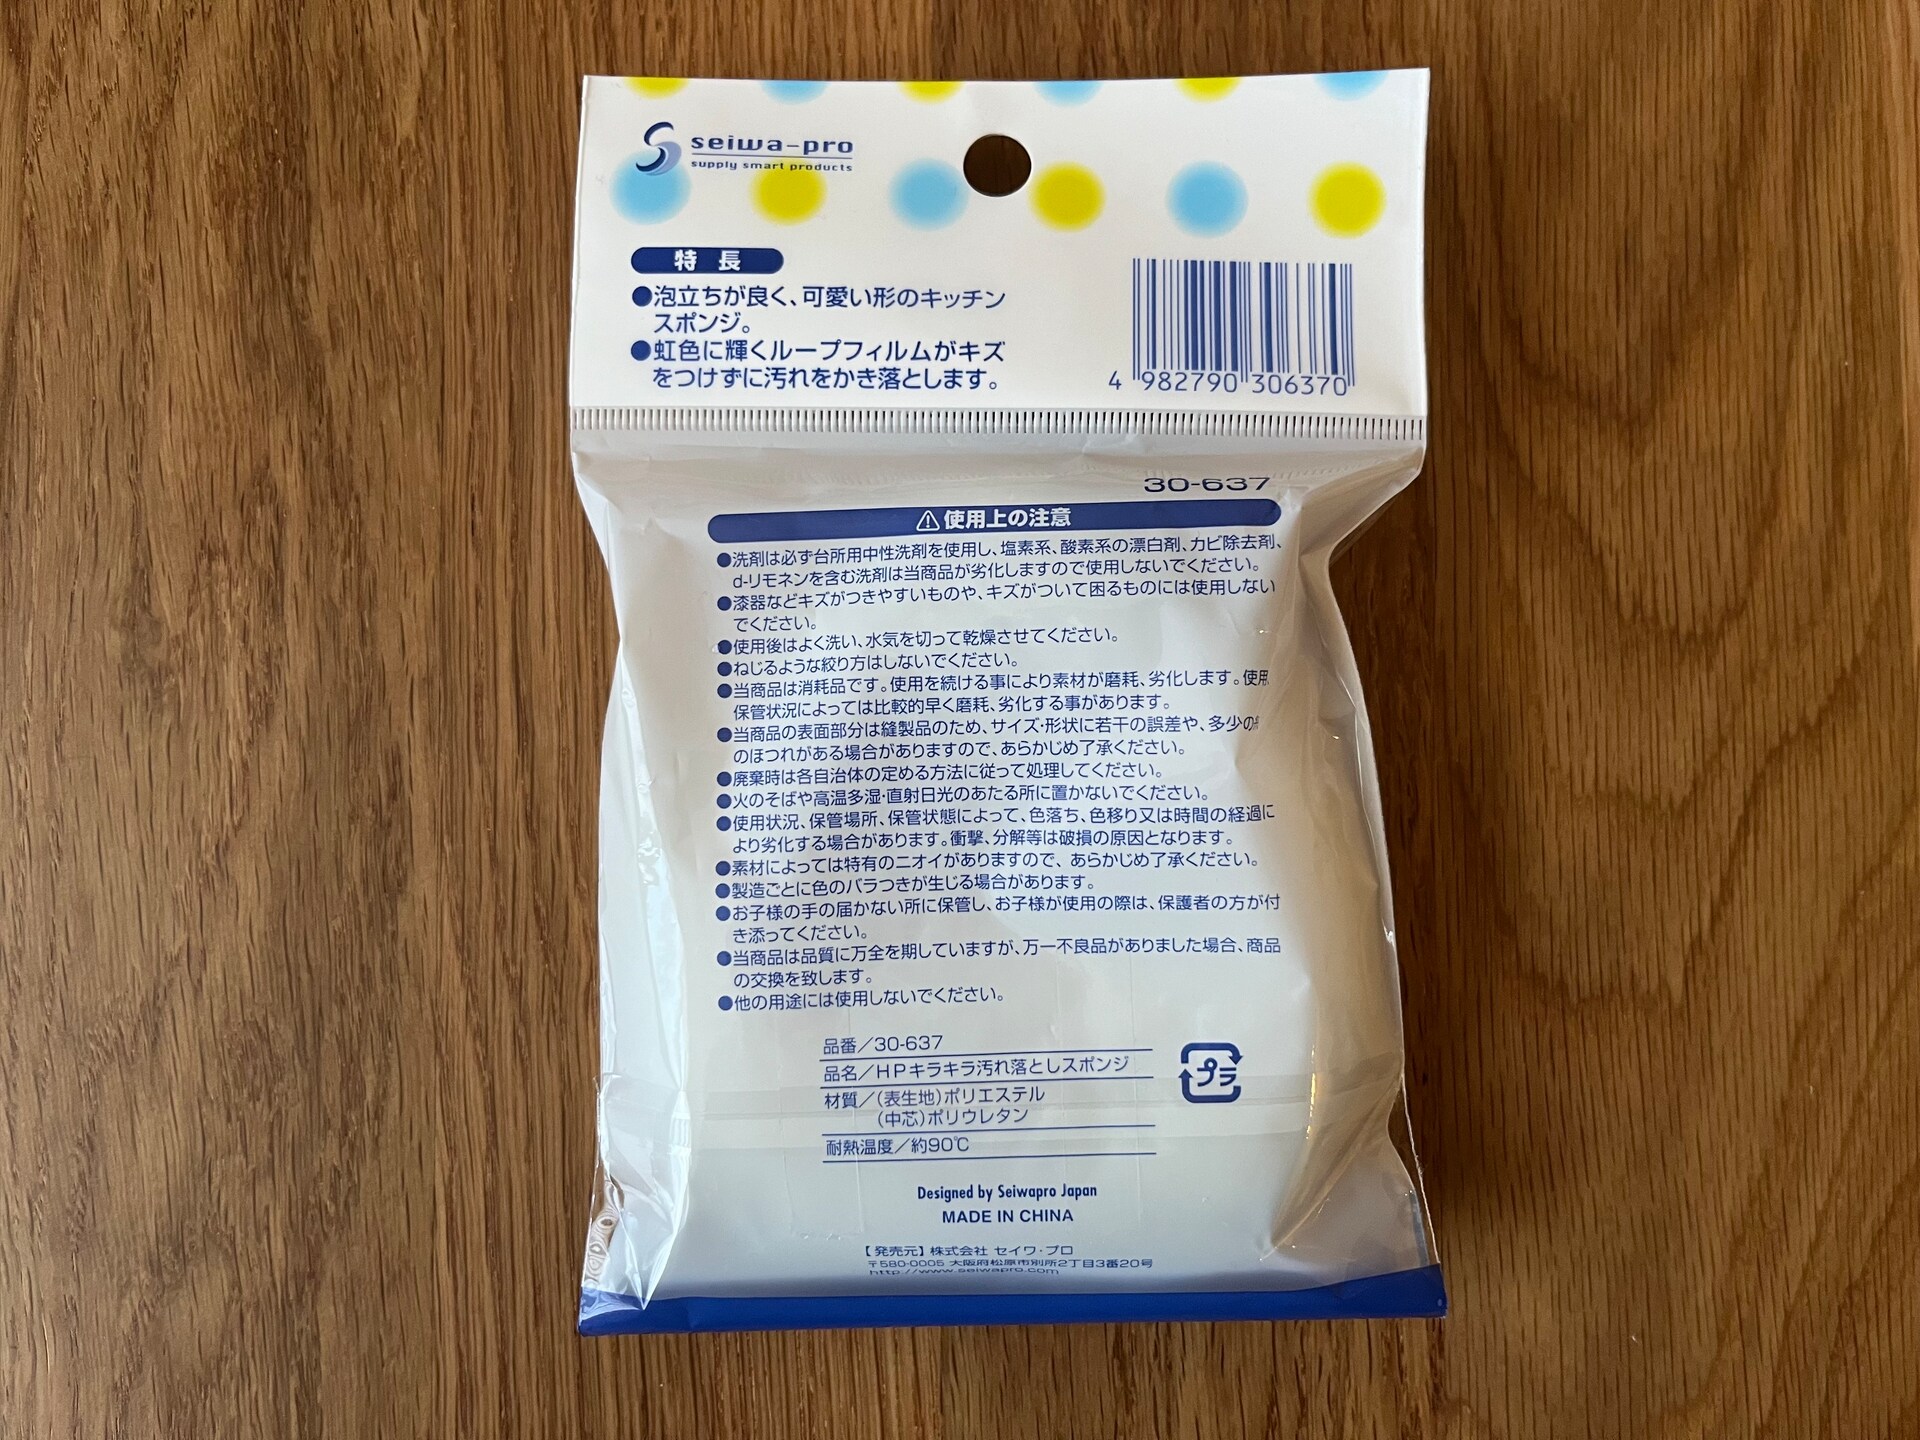 seiwa-pro
supply smart products
特 長
●泡立ちが良く、可愛い形のキッチン
スポンジ。
●虹色に輝くループフィルムがキズ
をつけずに汚れをかき落とします。
4 982790 306370
30-637
⚠使用上の注意
●洗剤は必ず台所用中性洗剤を使用し、塩素系、酸素系の漂白剤、カビ除去剤、
d-リモネンを含む洗剤は当商品が劣化しますので使用しないでください。
●漆器などキズがつきやすいものや、キズがついて困るものには使用しない
でください。
●使用後はよく洗い、水気を切って乾燥させてください。
●ねじるような絞り方はしないでください。
●当商品は消耗品です。使用を続ける事により素材が磨耗、劣化します。使用
保管状況によっては比較的早く磨耗、劣化する事があります。
●当商品の表面部分は縫製品のため、サイズ・形状に若干の誤差や、多少の
のほつれがある場合がありますので、あらかじめ了承ください。
●廃棄時は各自治体の定める方法に従って処理してください。
●火のそばや高温多湿・直射日光のあたる所に置かないでください。
●使用状況、保管場所、保管状態によって、色落ち、色移り又は時間の経過に
より劣化する場合があります。衝撃、分解等は破損の原因となります。
●素材によっては特有のニオイがありますので、あらかじめ了承ください。
●製造ごとに色のバラつきが生じる場合があります。
●お子様の手の届かない所に保管し、お子様が使用の際は、保護者の方が付
き添ってください。
●当商品は品質に万全を期していますが、万一不良品がありました場合、商品
の交換を致します。
●他の用途には使用しないでください。
品番／30-637
品名／HPキラキラ汚れ落としスポンジ
材質／(表生地)ポリエステル
(中芯)ポリウレタン
耐熱温度／約90℃
プラ
Designed by Seiwapro Japan
MADE IN CHINA
【発売元】株式会社 セイワ・プロ
〒580-0005 大阪府松原市別所2丁目3番20号
http://www.seiwapro.com